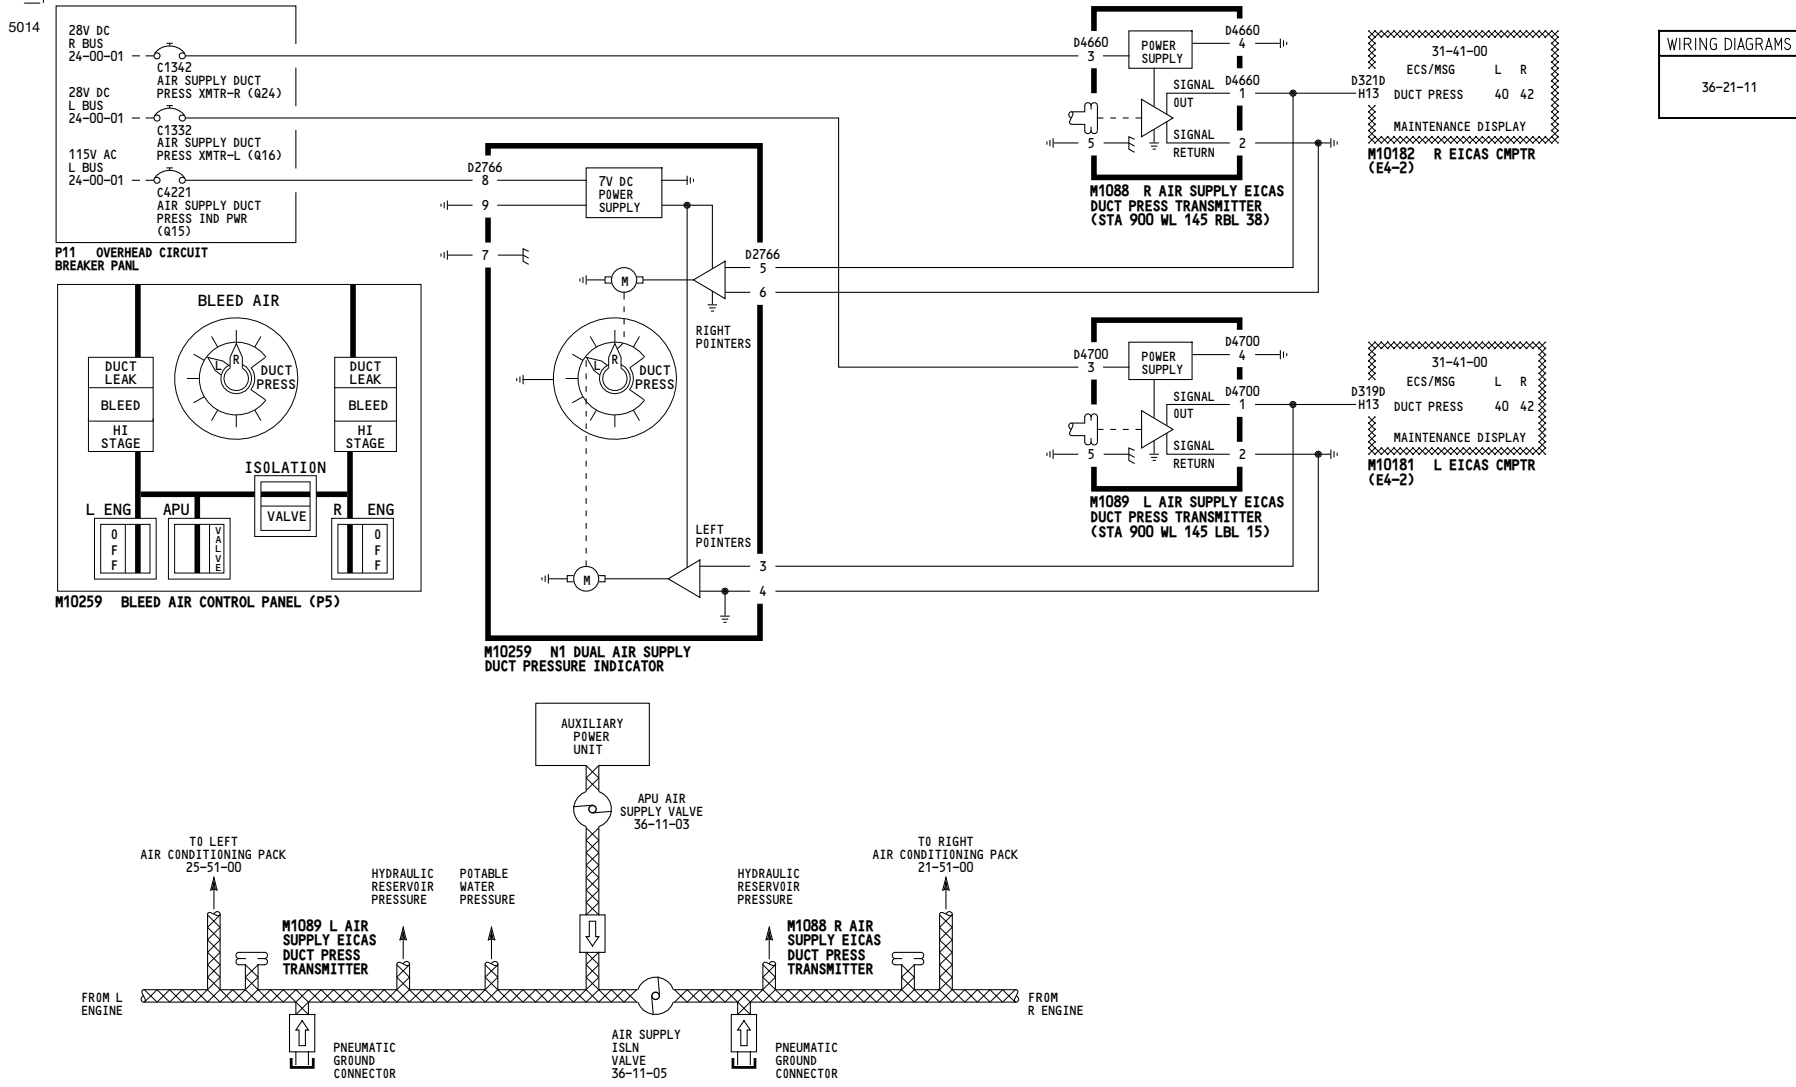 5014
28V DC
R BUS
24-00-01
C1342
AIR SUPPLY DUCT
PRESS XMTR-R (Q24)
28V DC
L BUS
24-00-01
C1332
AIR SUPPLY DUCT
PRESS XMTR-L (Q16)
115V AC
L BUS
24-00-01
C4221
AIR SUPPLY DUCT
PRESS IND PWR
(Q15)
P11 OVERHEAD CIRCUIT
BREAKER PANL
BLEED AIR
L
R
DUCT
PRESS
DUCT
LEAK
BLEED
HI
STAGE
DUCT
LEAK
BLEED
HI
STAGE
ISOLATION
VALVE
L ENG
APU
R ENG
OFF
VALVE
OFF
M10259 BLEED AIR CONTROL PANEL (P5)
D2766
8
9
7
7V DC
POWER
SUPPLY
D2766
5
6
M
RIGHT
POINTERS
L
R
DUCT
PRESS
LEFT
POINTERS
M
3
4
M10259 N1 DUAL AIR SUPPLY
DUCT PRESSURE INDICATOR
D4660
3
POWER
SUPPLY
D4660
4
SIGNAL
OUT
D4660
1
5
SIGNAL
RETURN
2
M1088 R AIR SUPPLY EICAS
DUCT PRESS TRANSMITTER
(STA 900 WL 145 RBL 38)
D321D
H13
31-41-00
ECS/MSG L R
DUCT PRESS 40 42
MAINTENANCE DISPLAY
M10182 R EICAS CMPTR
(E4-2)
WIRING DIAGRAMS
36-21-11
D4700
3
POWER
SUPPLY
D4700
4
SIGNAL
OUT
D4700
1
5
SIGNAL
RETURN
2
M1089 L AIR SUPPLY EICAS
DUCT PRESS TRANSMITTER
(STA 900 WL 145 LBL 15)
D319D
H13
31-41-00
ECS/MSG L R
DUCT PRESS 40 42
MAINTENANCE DISPLAY
M10181 L EICAS CMPTR
(E4-2)
AUXILIARY
POWER
UNIT
APU AIR
SUPPLY VALVE
36-11-03
TO LEFT
AIR CONDITIONING PACK
25-51-00
M1089 L AIR
SUPPLY EICAS
DUCT PRESS
TRANSMITTER
HYDRAULIC
RESERVOIR
PRESSURE
POTABLE
WATER
PRESSURE
HYDRAULIC
RESERVOIR
PRESSURE
M1088 R AIR
SUPPLY EICAS
DUCT PRESS
TRANSMITTER
TO RIGHT
AIR CONDITIONING PACK
21-51-00
FROM L
ENGINE
FROM
R ENGINE
PNEUMATIC
GROUND
CONNECTOR
AIR SUPPLY
ISLN
VALVE
36-11-05
PNEUMATIC
GROUND
CONNECTOR